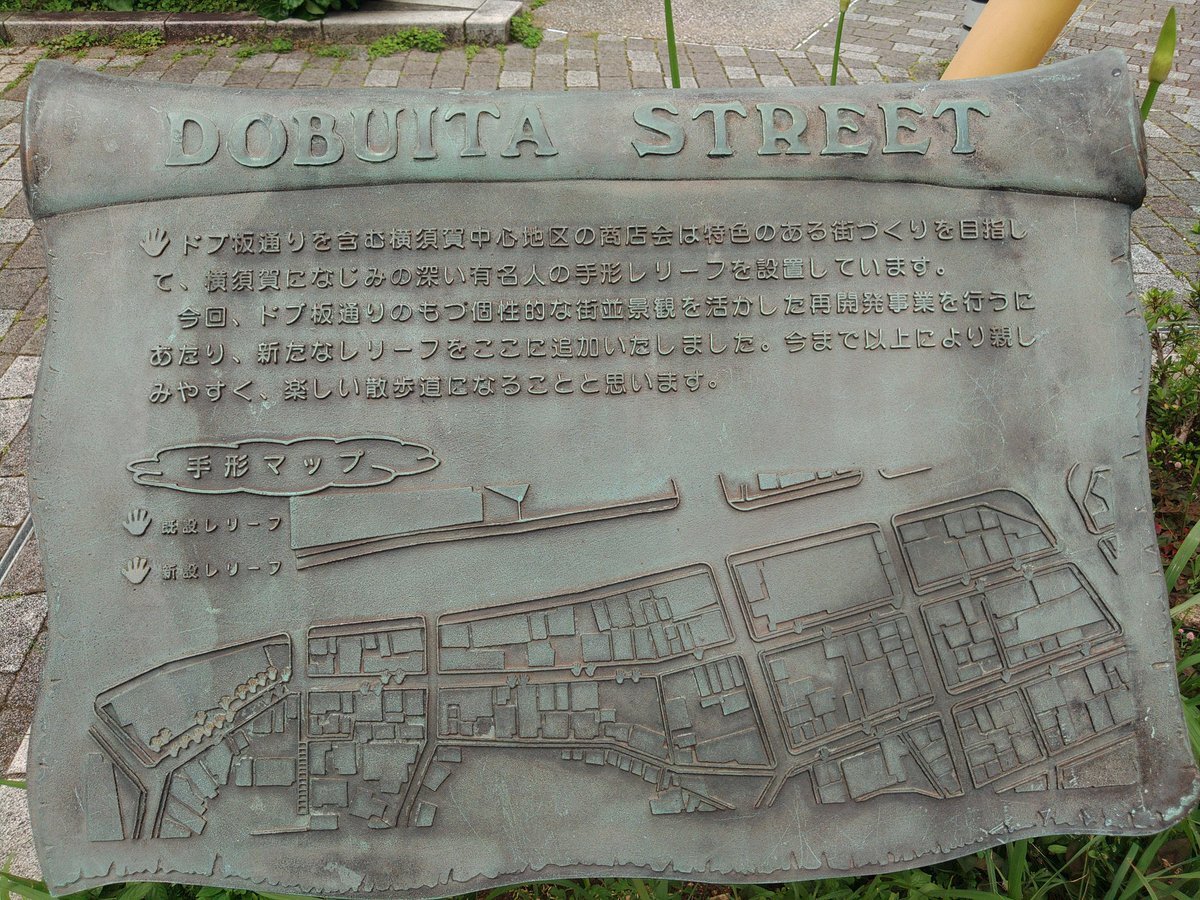 DOBUITA STREET
ドブ板通りを含む横須賀中心地区の商店会は特色のある街づくりを目指し
て、横須賀になじみの深い有名人の手形レリーフを設置しています。
今回、ドブ板通りのもつ個性的な街並景観を活かした再開発事業を行うに
あたり、新たなレリーフをここに追加いたしました。今まで以上により親し
みやすく、楽しい散歩道になることと思います。
手形マップ
既設レリーフ
新設レリーフ